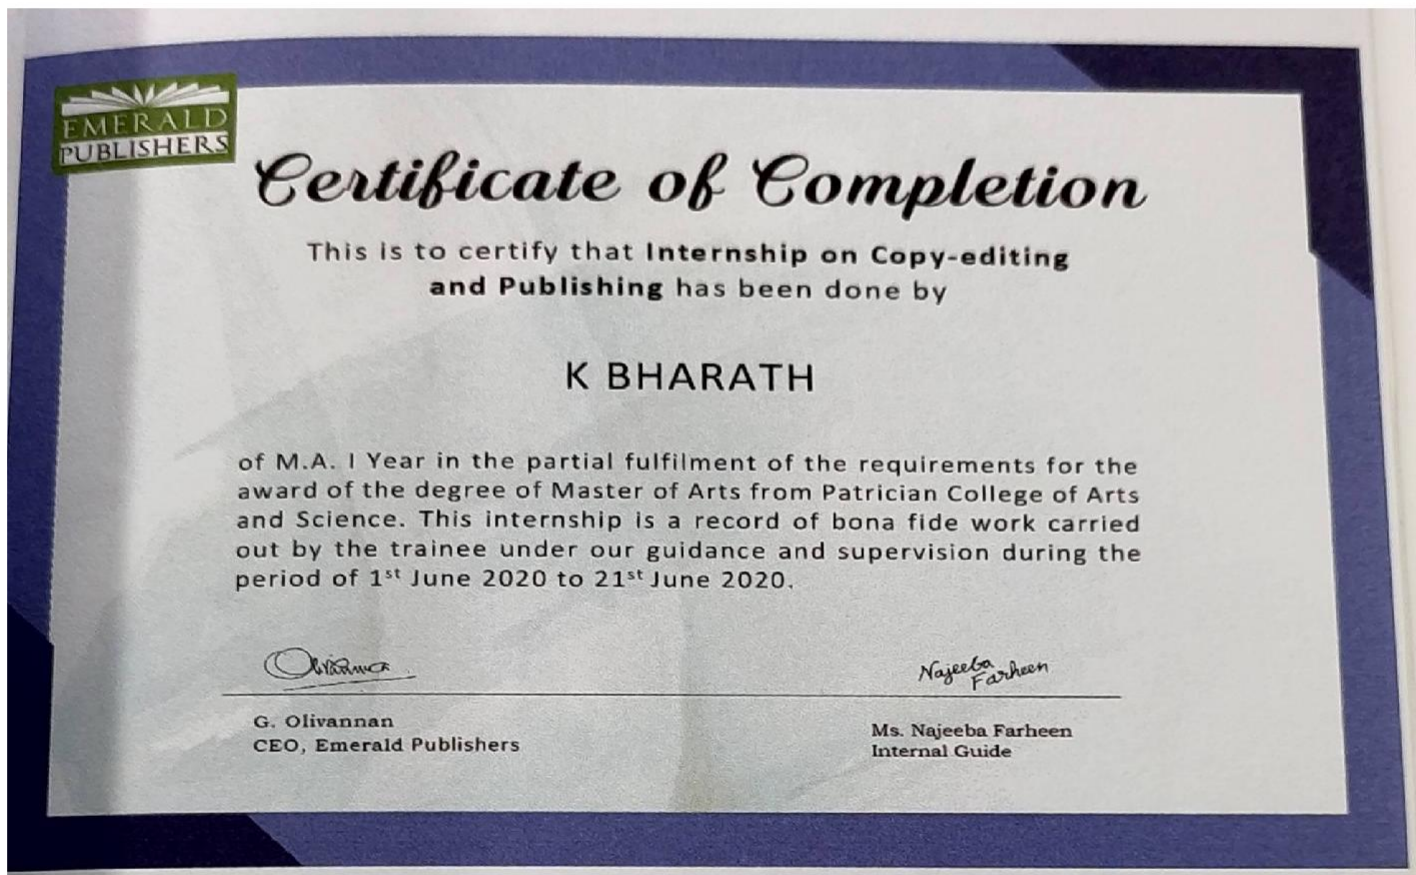 EMERALD
PUBLISHERS
Certificate of Completion
This is to certify that Internship on Copy-editing
and Publishing has been done by
K BHARATH
of M.A. I Year in the partial fulfilment of the requirements for the
award of the degree of Master of Arts from Patrician College of Arts
and Science. This internship is a record of bona fide work carried
out by the trainee under our guidance and supervision during the
period of 1st June 2020 to 21st June 2020.
Najeeba
Farheen
G. Olivannan
CEO, Emerald Publishers
Ms. Najeeba Farheen
Internal Guide